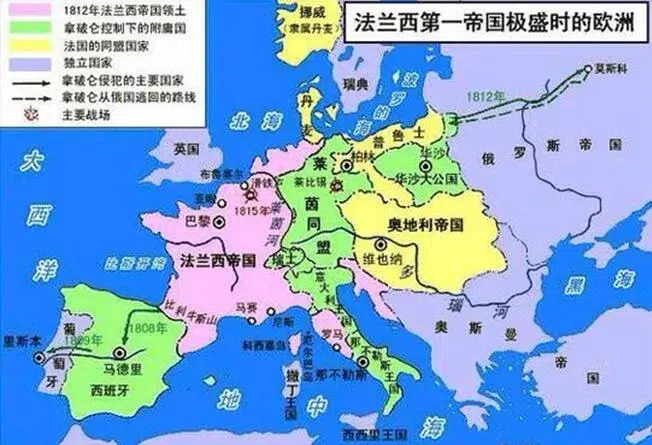 法兰西第一帝国极盛时的欧洲
1812年法兰西帝国领土
拿破仑控制下的附庸国
法国的同盟国家
独立国家
拿破仑侵犯的主要国家
拿破仑从俄国逃回的路线
主要战场
挪威
(隶属丹麦)
瑞典
波罗的海
莫斯科
1812年
北海
丹麦
普鲁士
俄罗斯帝国
英国
大西洋
布鲁塞尔
滑铁卢
1815年
亚眠
巴黎
莱茵河
莱茵同盟
柏林
莱比锡
华沙
华沙大公国
奥地利帝国
维也纳
多瑙河
法兰西帝国
瑞士
比斯开湾
意大利王国
黑海
奥斯曼帝国
马赛
尼斯
比利牛斯山
科西嘉岛
厄尔巴岛
罗马
那不勒斯
那不勒斯王国
撒丁王国
西西里王国
地中海
葡萄牙
里斯本
1809年
1808年
马德里
西班牙